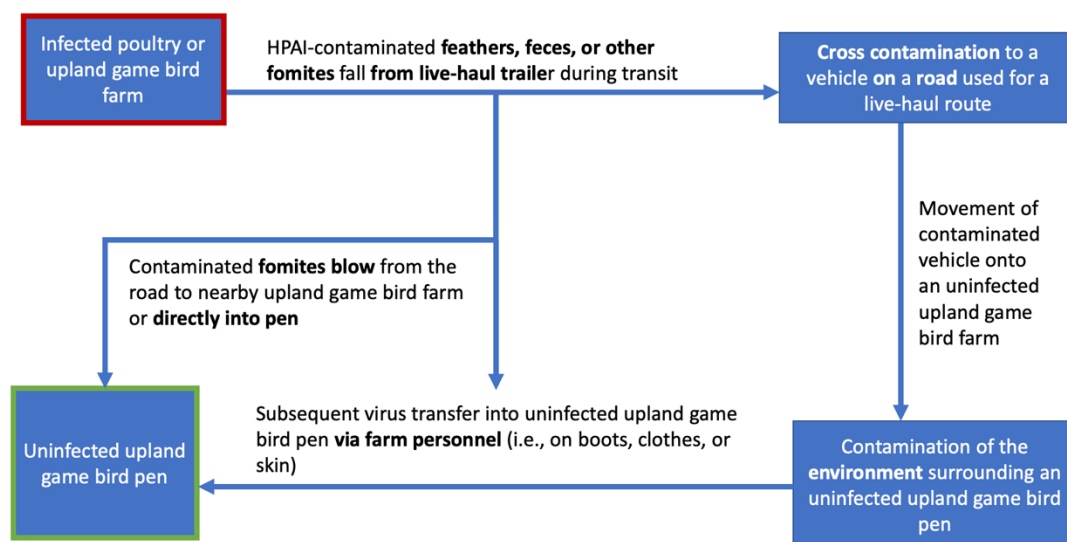 Infected poultry or
upland game bird
farm
HPAI-contaminated feathers, feces, or other
fomites fall from live-haul trailer during transit
Cross contamination to a
vehicle on a road used for a
live-haul route
Movement of
contaminated
vehicle onto
an uninfected
upland game
bird farm
Contaminated fomites blow from the
road to nearby upland game bird farm
or directly into pen
Uninfected upland
game bird pen
Subsequent virus transfer into uninfected upland game
bird pen via farm personnel (i.e., on boots, clothes, or
skin)
Contamination of the
environment surrounding an
uninfected upland game bird
pen